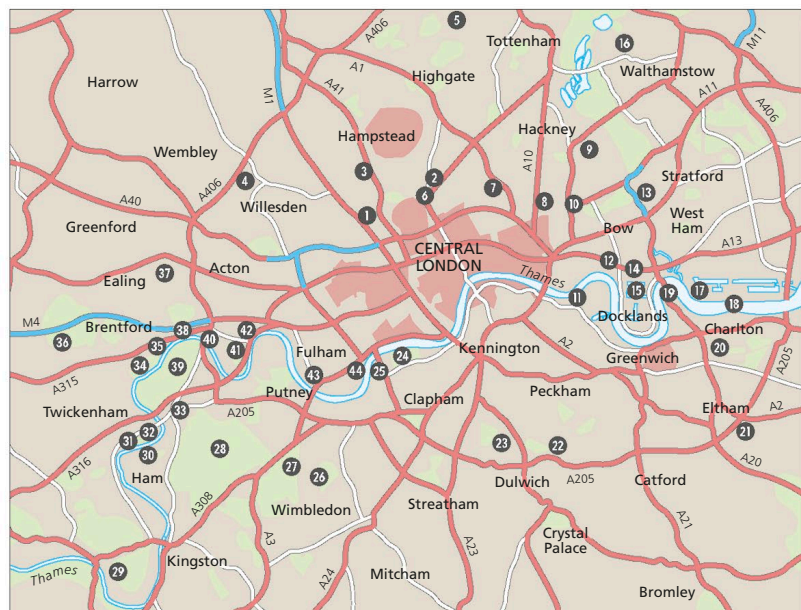 A406
5
Tottenham
16
M11
A1
Highgate
Walthamstow
Harrow
M1
A41
A11
A406
Hampstead
Hackney
Wembley
A10
9
3
2
Stratford
4
6
7
8
10
13
A40
A406
Willesden
1
West
Ham
Greenford
Bow
CENTRAL
LONDON
A13
12
14
37
Acton
Thames
Ealing
11
15
19
17
18
M4
Brentford
38
42
Docklands
Charlton
36
35
40
41
Fulham
24
Kennington
A2
20
34
39
43
44
25
Greenwich
A205
A315
Putney
Peckham
Twickenham
33
A205
Clapham
Eltham
A2
31
32
21
30
28
23
22
A316
Ham
27
26
Dulwich
A205
Catford
A20
A308
Wimbledon
Streatham
A21
A3
Crystal
Palace
Thames
29
Kingston
A24
Mitcham
A23
Bromley